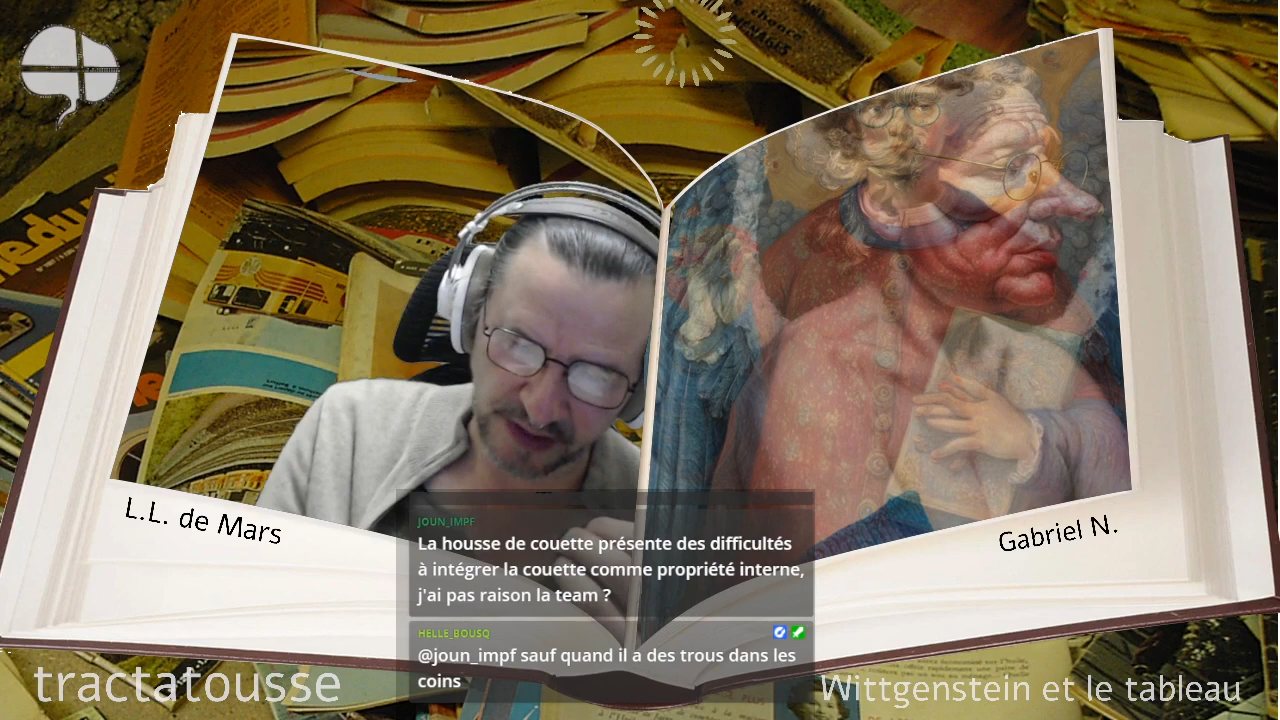 L.L. de Mars
Gabriel N.
JOUN_IMPF
La housse de couette présente des difficultés
à intégrer la couette comme propriété interne,
j'ai pas raison la team ?
HELLE_BOUSQ
@joun_impf sauf quand il a des trous dans les
coins
tractatousse
Wittgenstein et le tableau